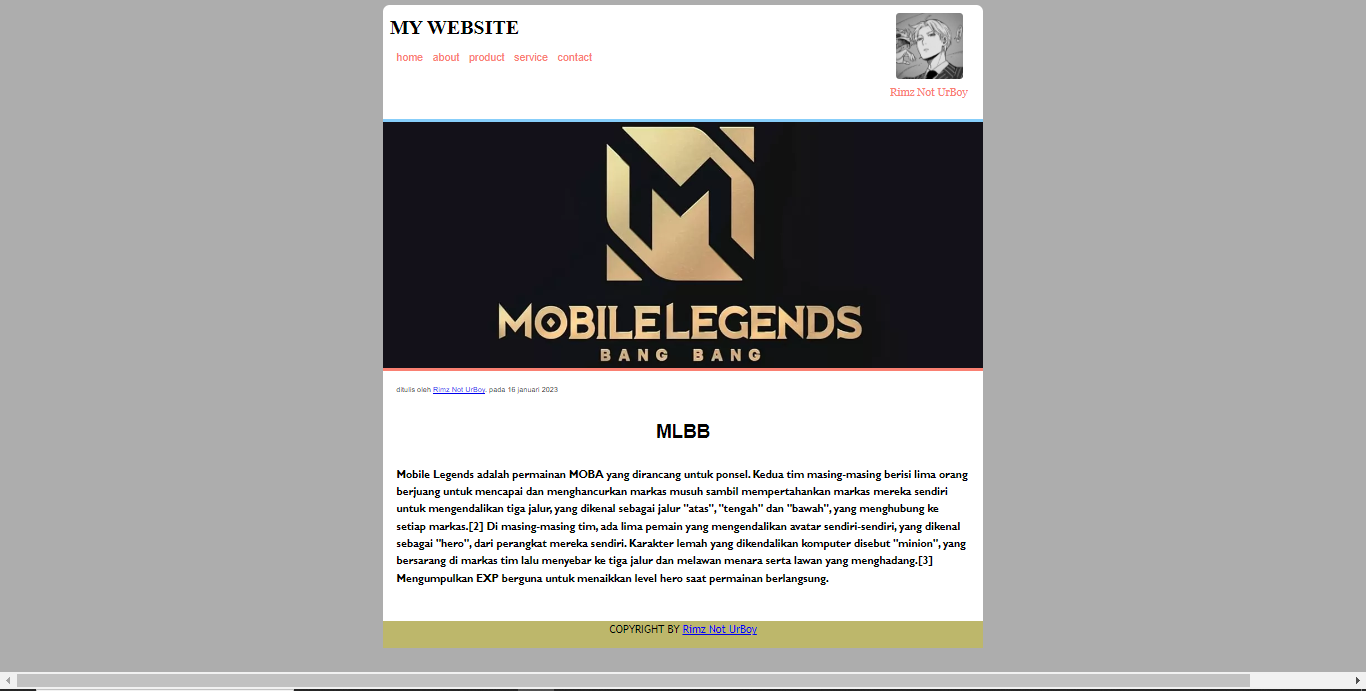 MY WEBSITE
home about product service contact
Rimz Not UrBoy
MOBILE LEGENDS
BANG BANG
ditulis oleh Rimz Not UrBoy. pada 16 januari 2023
MLBB
Mobile Legends adalah permainan MOBA yang dirancang untuk ponsel. Kedua tim masing-masing berisi lima orang
berjuang untuk mencapai dan menghancurkan markas musuh sambil mempertahankan markas mereka sendiri
untuk mengendalikan tiga jalur, yang dikenal sebagai jalur "atas", "tengah" dan "bawah", yang menghubung ke
setiap markas.[2] Di masing-masing tim, ada lima pemain yang mengendalikan avatar sendiri-sendiri, yang dikenal
sebagai "hero", dari perangkat mereka sendiri. Karakter lemah yang dikendalikan komputer disebut "minion", yang
bersarang di markas tim lalu menyebar ke tiga jalur dan melawan menara serta lawan yang menghadang.[3]
Mengumpulkan EXP berguna untuk menaikkan level hero saat permainan berlangsung.
COPYRIGHT BY Rimz Not UrBoy